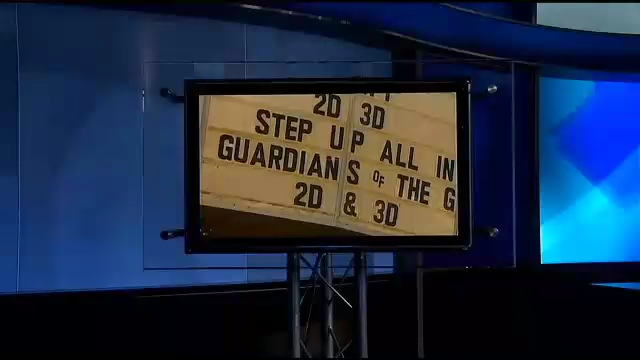 2D 3D
STEP UP ALL IN
GUARDIANS OF THE G
2D & 3D